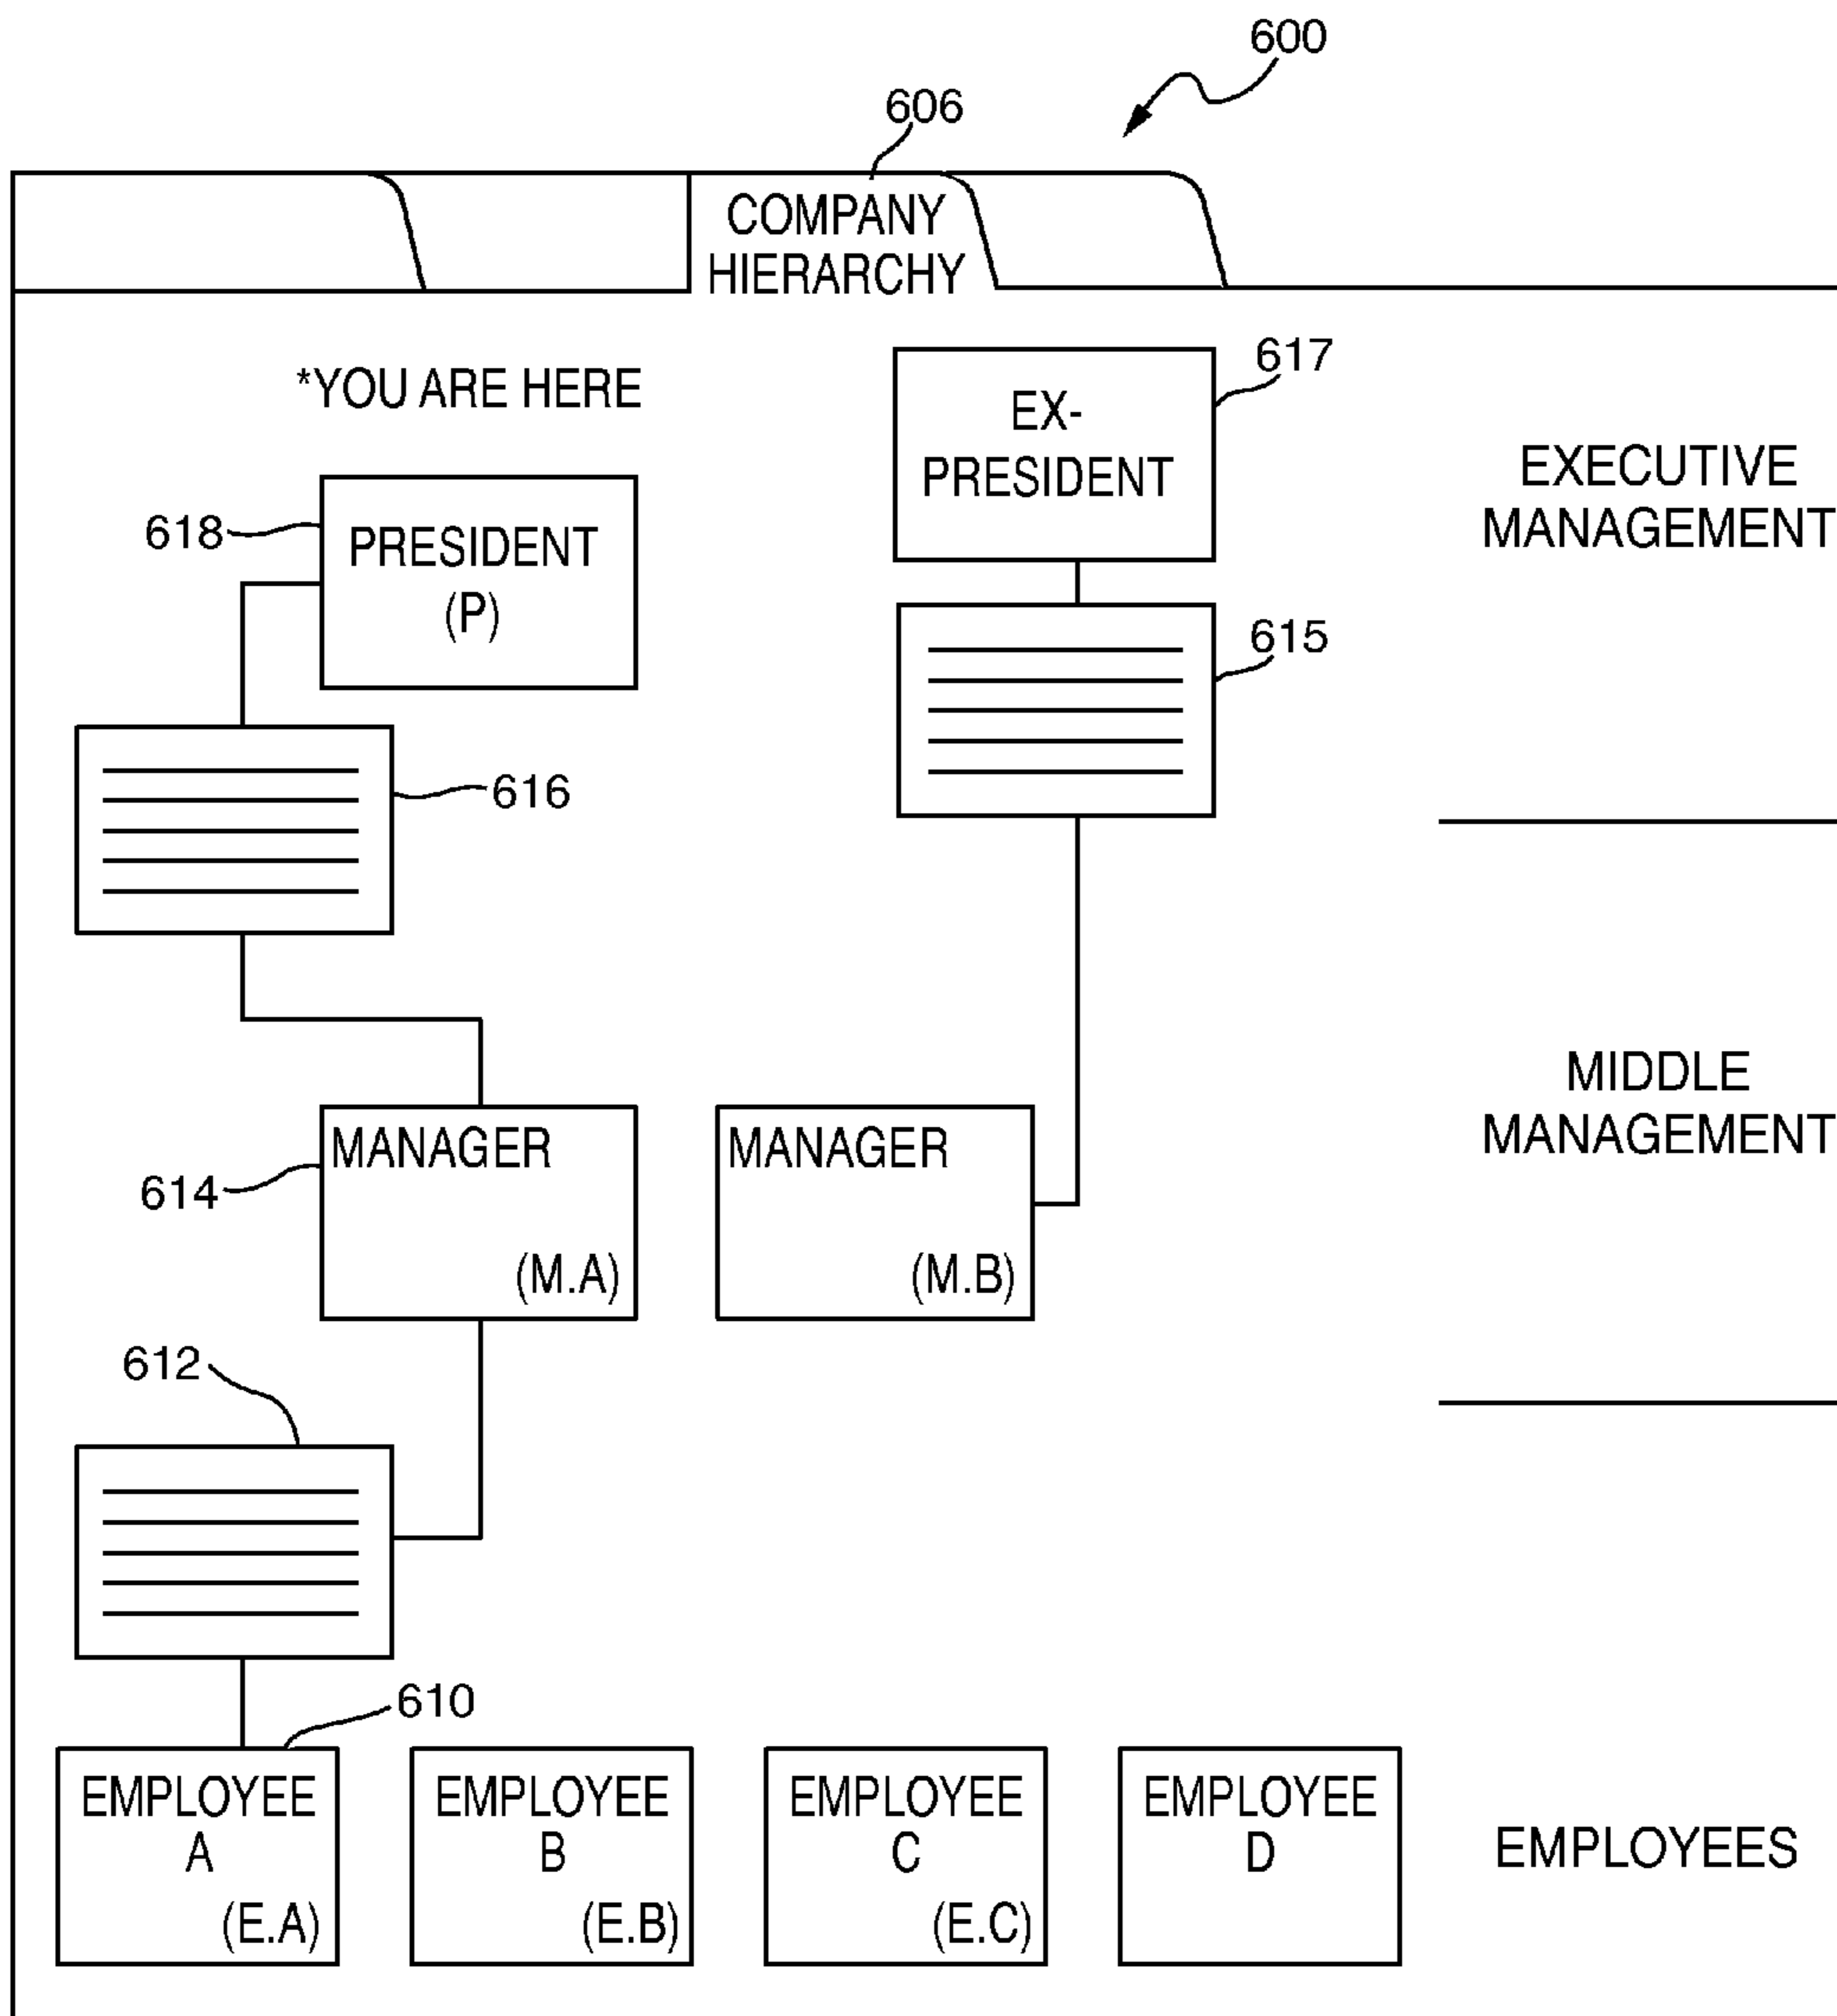 600
606
COMPANY
HIERARCHY
*YOU ARE HERE
617
EX-
PRESIDENT
EXECUTIVE
MANAGEMENT
618
PRESIDENT
(P)
615
616
MIDDLE
MANAGEMENT
614
MANAGER
(M.A)
MANAGER
(M.B)
612
610
EMPLOYEE
A
(E.A)
EMPLOYEE
B
(E.B)
EMPLOYEE
C
(E.C)
EMPLOYEE
D
EMPLOYEES